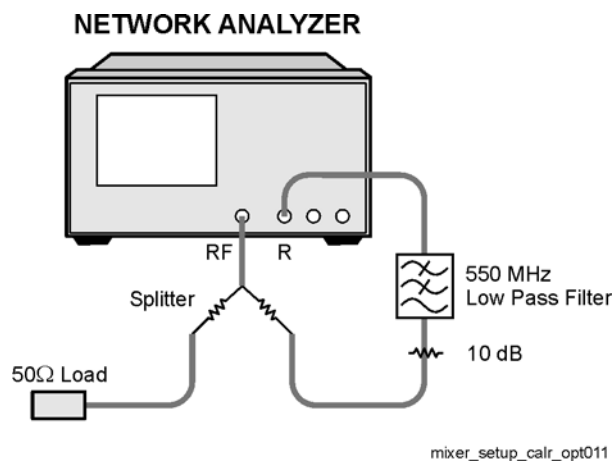 NETWORK ANALYZER
RF
R
Splitter
550 MHz
Low Pass Filter
10 dB
50Ω Load
mixer_setup_calr_opt011